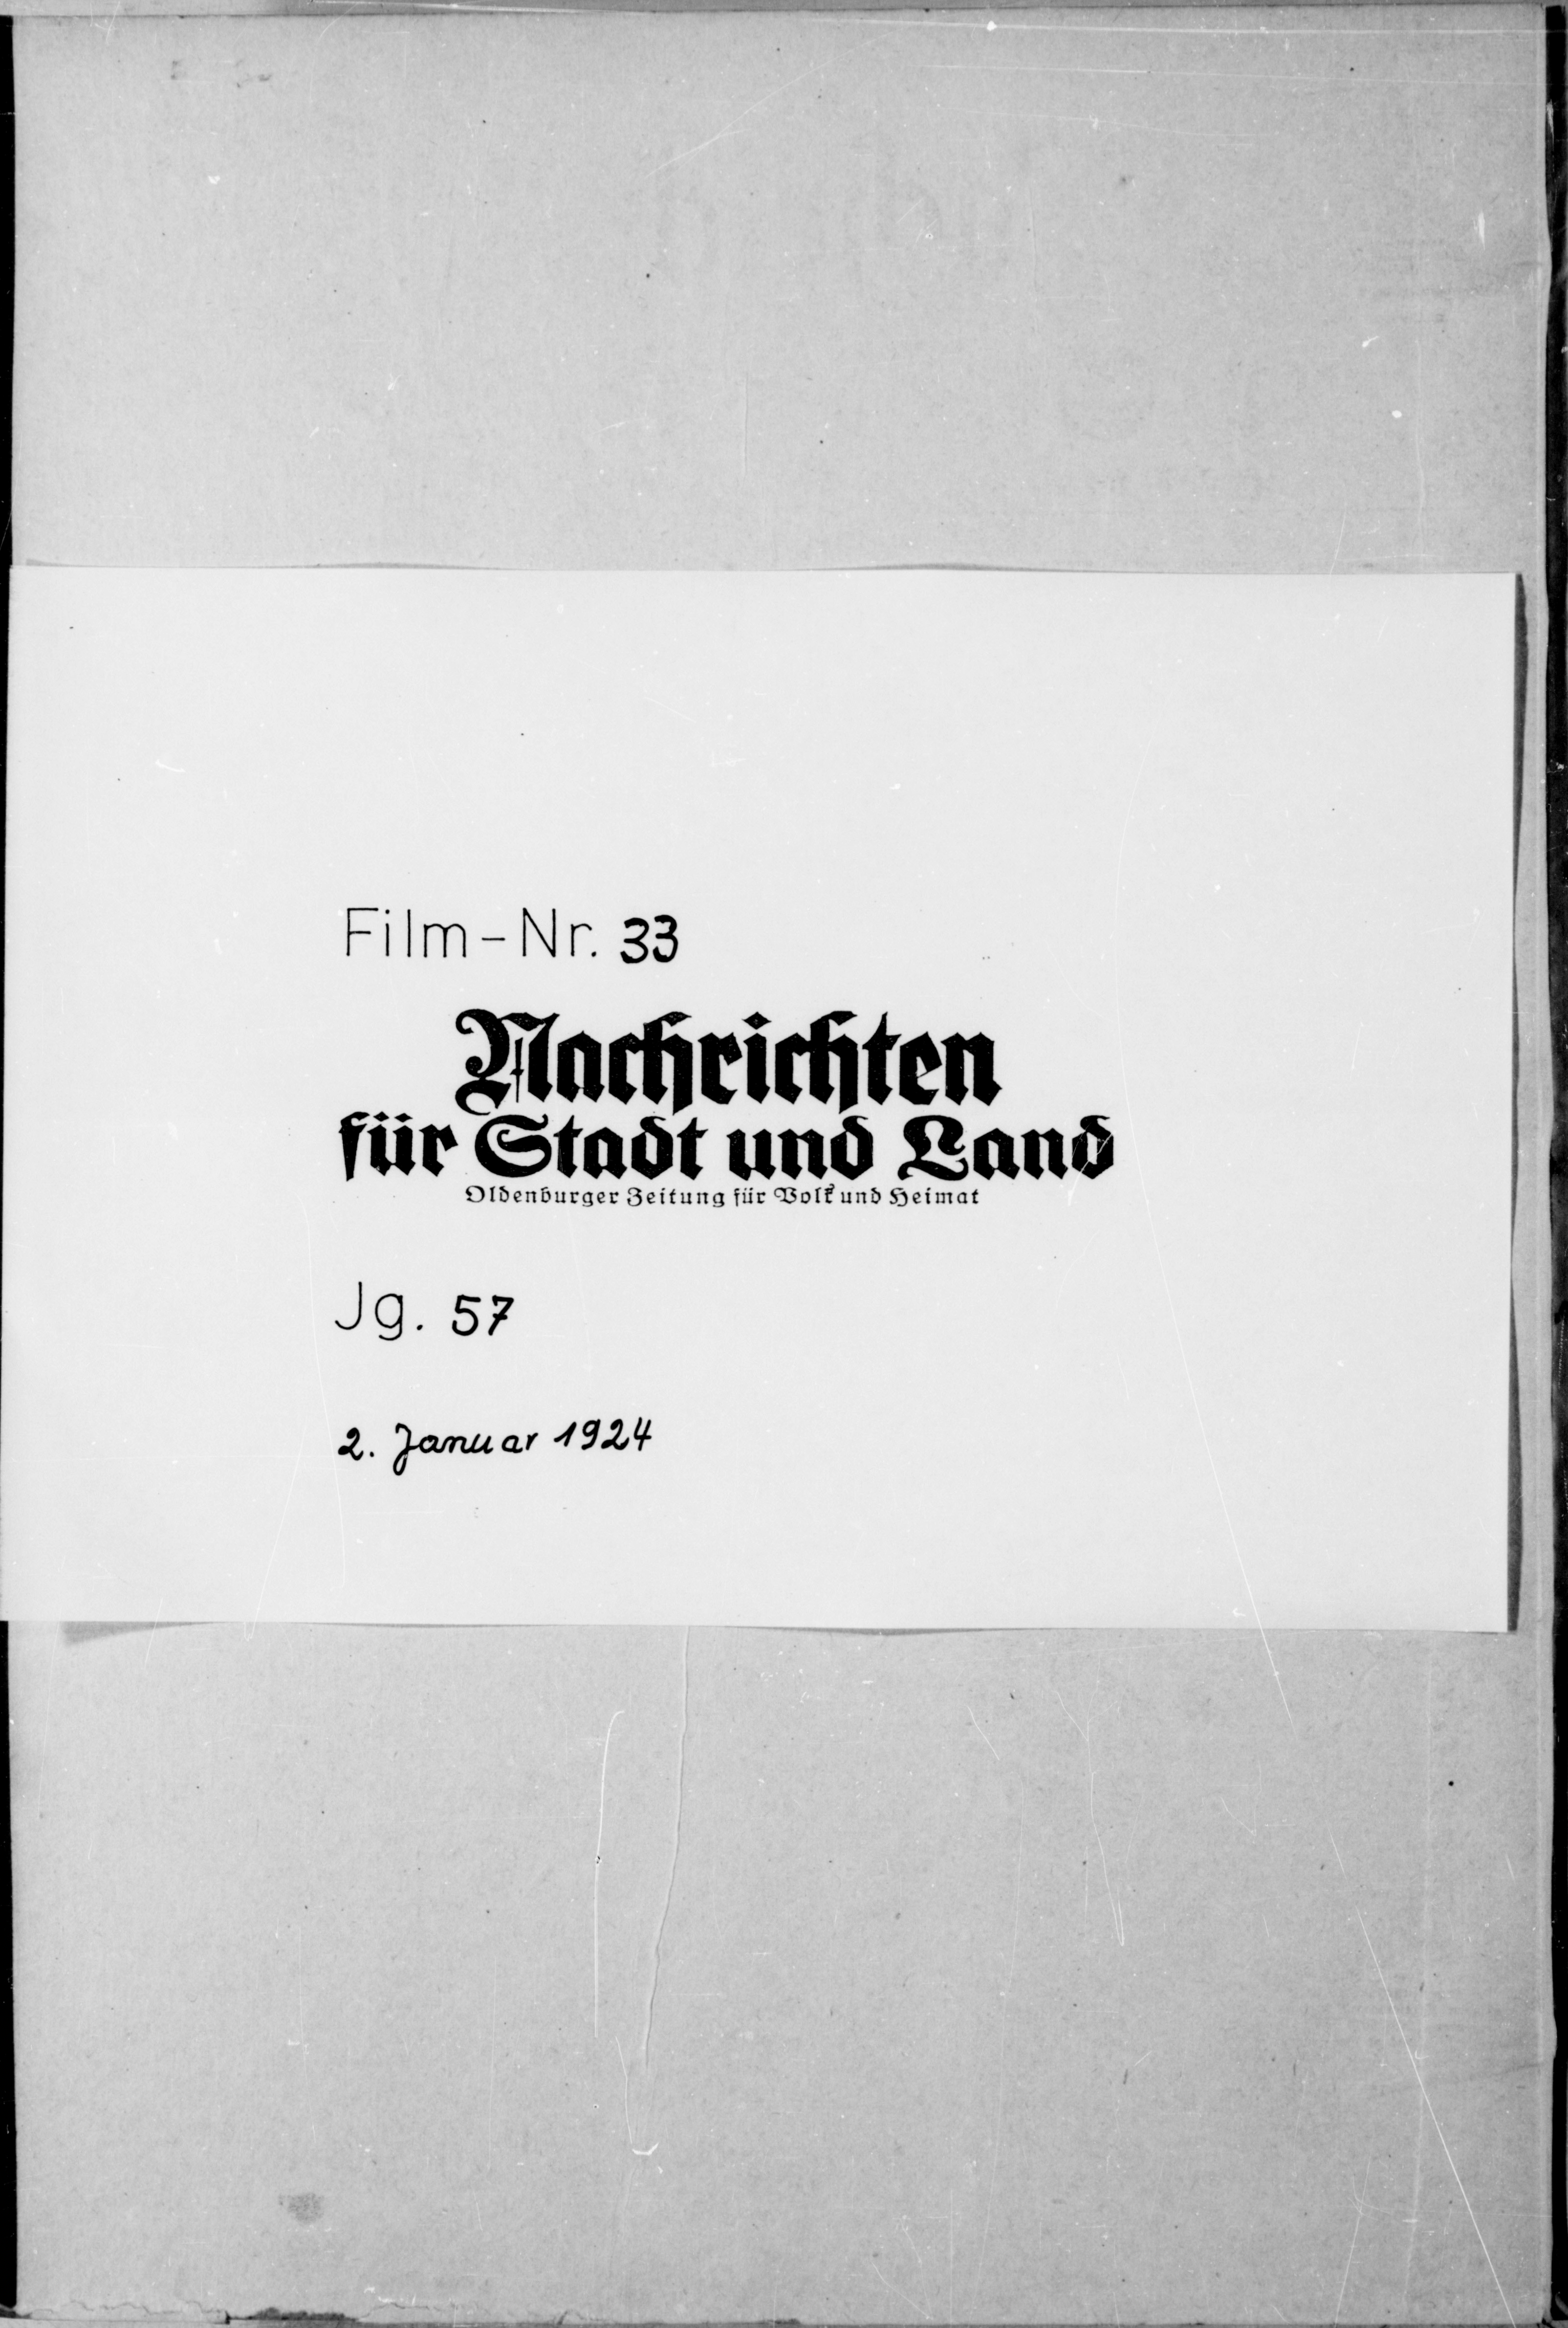 Film-Nr. 33
Nachrichten
für Stadt und Land
Oldenburger Zeitung für Volk und Heimat
Jg. 57
2. Januar 1924